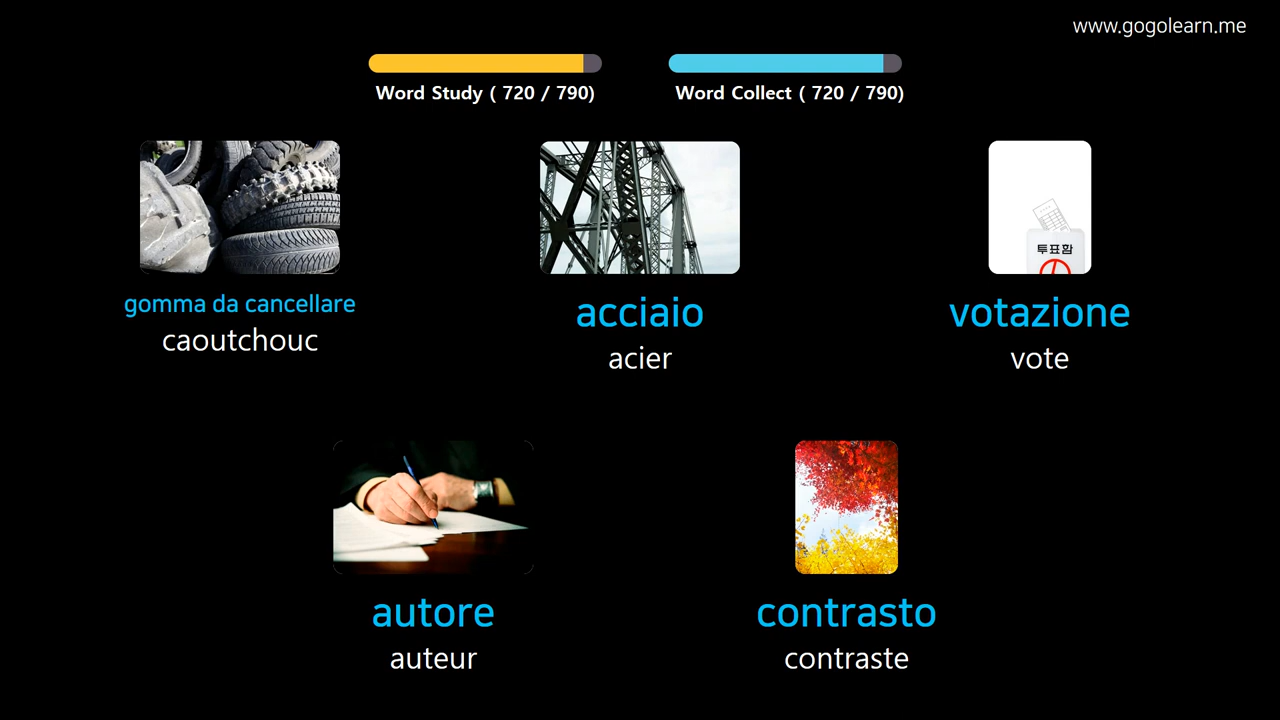 www.gogolearn.me
Word Study ( 720 / 790)
Word Collect ( 720 / 790)
투표함
gomma da cancellare
caoutchouc
acciaio
acier
votazione
vote
autore
auteur
contrasto
contraste